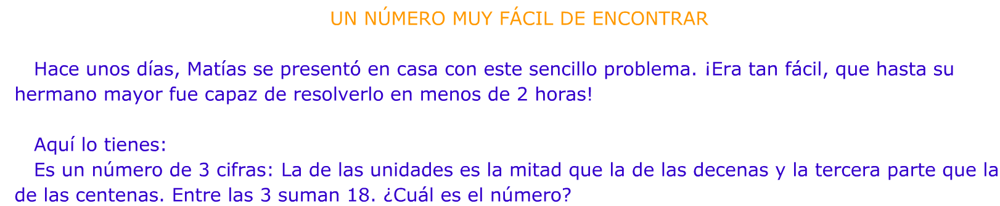 UN NÚMERO MUY FÁCIL DE ENCONTRAR
Hace unos días, Matías se presentó en casa con este sencillo problema. ¡Era tan fácil, que hasta su
hermano mayor fue capaz de resolverlo en menos de 2 horas!
Aquí lo tienes:
Es un número de 3 cifras: La de las unidades es la mitad que la de las decenas y la tercera parte que la
de las centenas. Entre las 3 suman 18. ¿Cuál es el número?